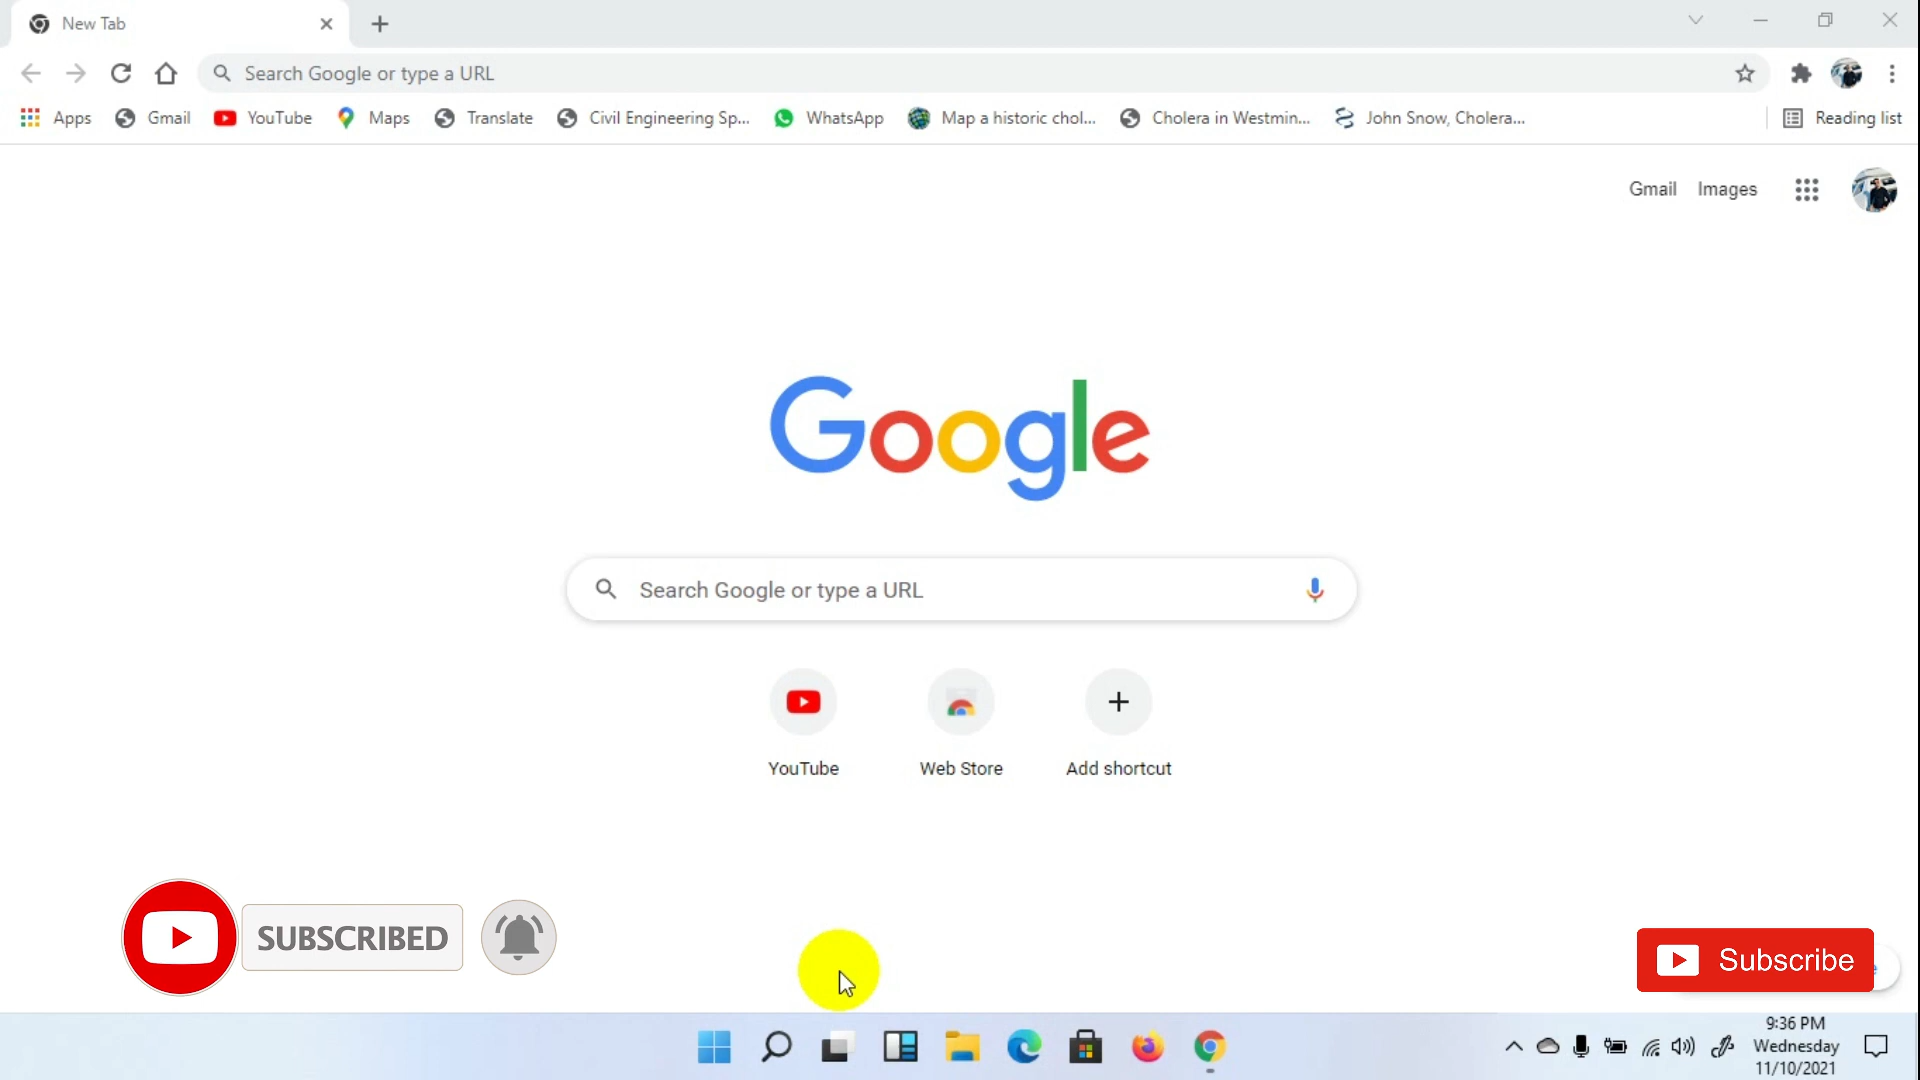 New Tab
Search Google or type a URL
Apps Gmail YouTube Maps Translate Civil Engineering Sp... WhatsApp Map a historic chol... Cholera in Westmin... John Snow, Cholera... Reading list
Gmail Images
Google
Search Google or type a URL
YouTube Web Store Add shortcut
SUBSCRIBED
Subscribe
9:36 PM
Wednesday
11/10/2021